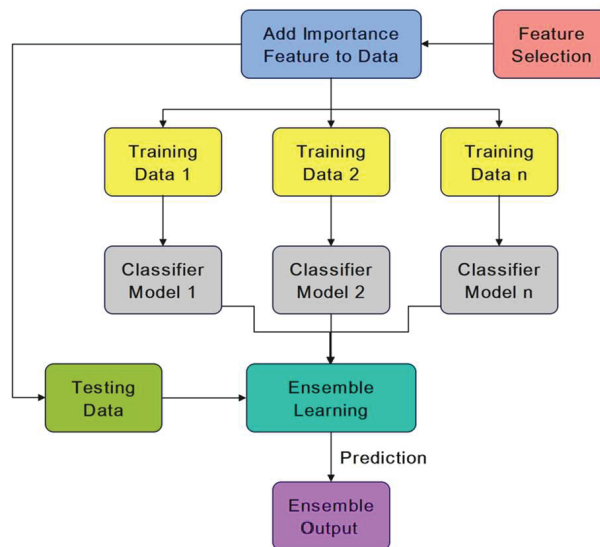 Add Importance
Feature to Data
Feature
Selection
Training
Data 1
Training
Data 2
Training
Data n
Classifier
Model 1
Classifier
Model 2
Classifier
Model n
Testing
Data
Ensemble
Learning
Prediction
Ensemble
Output